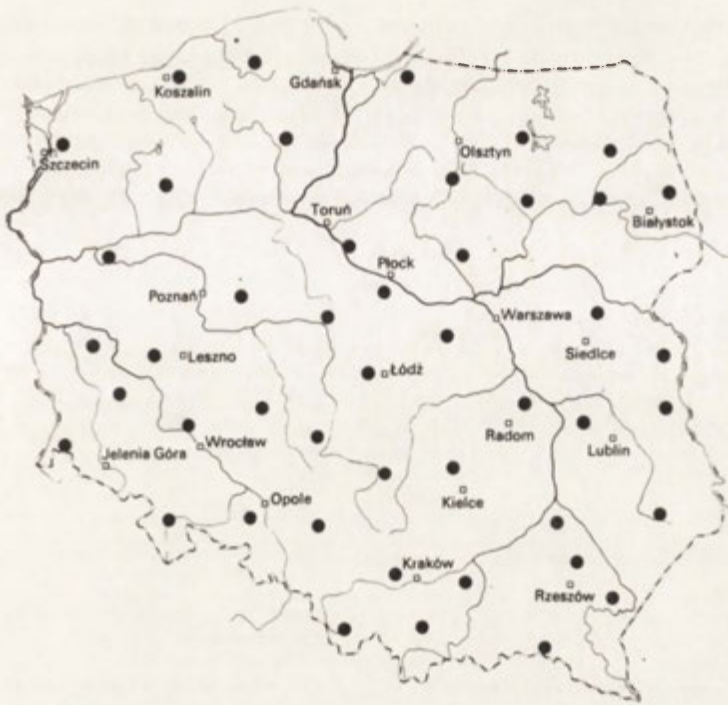 Gdańsk
Koszalin
Olsztyn
Szczecin
Toruń
Białystok
Płock
Poznań
Warszawa
Siedlce
Leszno
Łódź
Radom
Lublin
Wrocław
Jelenia Góra
Kielce
Opole
Kraków
Rzeszów